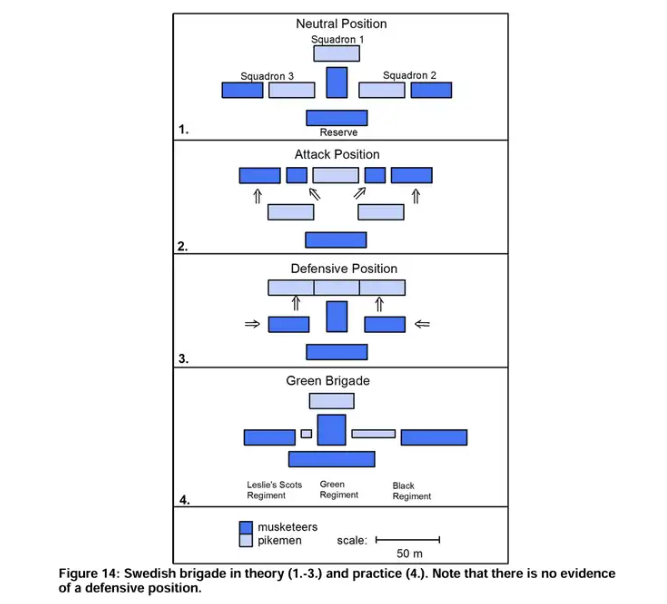 Neutral Position
Squadron 1
Squadron 3
Squadron 2
Reserve
1.
Attack Position
2.
Defensive Position
3.
Green Brigade
Leslie's Scots Regiment
Green Regiment
Black Regiment
4.
musketeers
pikemen
scale:
50 m
Figure 14: Swedish brigade in theory (1.-3.) and practice (4.). Note that there is no evidence
of a defensive position.